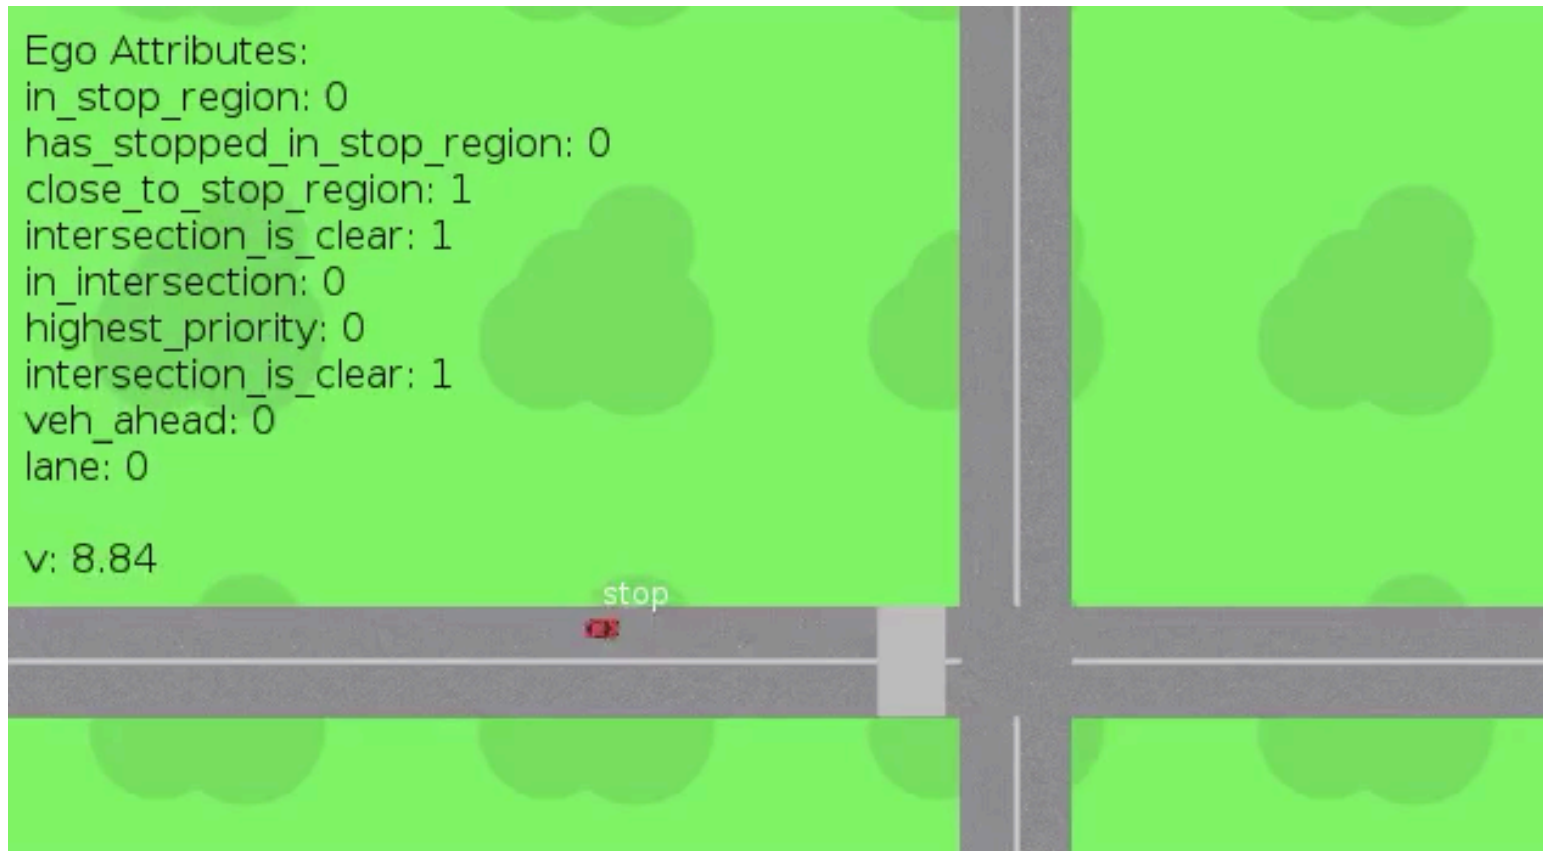 Ego Attributes:
in_stop_region: 0
has_stopped_in_stop_region: 0
close_to_stop_region: 1
intersection_is_clear: 1
in_intersection: 0
highest_priority: 0
intersection_is_clear: 1
veh_ahead: 0
lane: 0
v: 8.84
stop